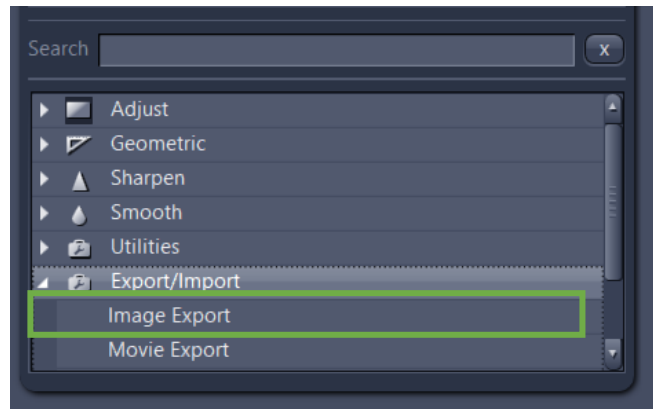 Search
x
Adjust
Geometric
Sharpen
Smooth
Utilities
Export/Import
Image Export
Movie Export